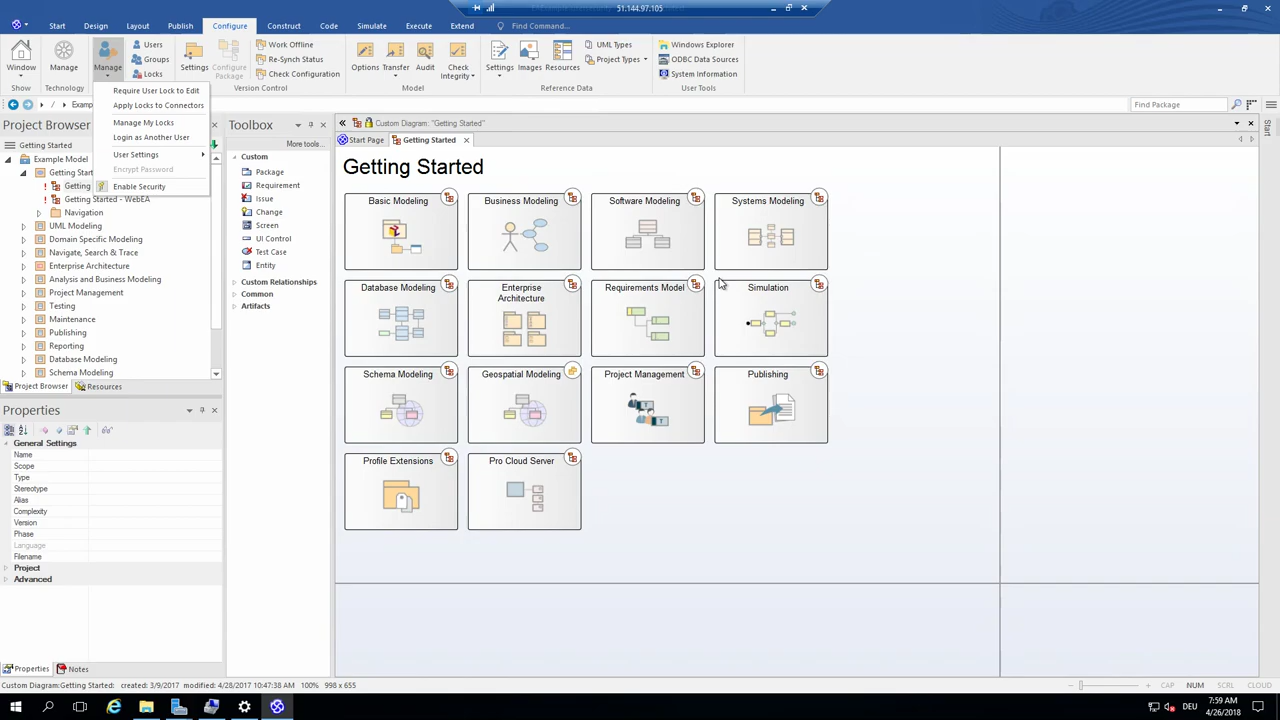 51.144.97.105
Start Design Layout Publish Configure Construct Code Simulate Execute Extend Find Command...
Window
Show
Manage
Technology
Manage
Users
Groups
Locks
Settings
Configure Package
Work Offline
Re-Synch Status
Check Configuration
Version Control
Options
Transfer
Audit
Check Integrity
Model
Settings
Images
Resources
UML Types
Project Types
Reference Data
Windows Explorer
ODBC Data Sources
System Information
User Tools
Require User Lock to Edit
Apply Locks to Connectors
Manage My Locks
Login as Another User
User Settings
Encrypt Password
Enable Security
Examp
Find Package
Project Browser
Getting Started
Example Model
Getting Start
Getting
Getting Started - WebEA
Navigation
UML Modeling
Domain Specific Modeling
Navigate, Search & Trace
Enterprise Architecture
Analysis and Business Modeling
Project Management
Testing
Maintenance
Publishing
Reporting
Database Modeling
Schema Modeling
Project Browser Resources
Properties
General Settings
Name
Scope
Type
Stereotype
Alias
Complexity
Version
Phase
Language
Filename
Project
Advanced
Properties Notes
Toolbox
More tools...
Custom
Package
Requirement
Issue
Change
Screen
UI Control
Test Case
Entity
Custom Relationships
Common
Artifacts
Custom Diagram: "Getting Started"
Start Page Getting Started
Start
Getting Started
Basic Modeling
Business Modeling
Software Modeling
Systems Modeling
Database Modeling
Enterprise
Architecture
Requirements Model
Simulation
Schema Modeling
Geospatial Modeling
Project Management
Publishing
Profile Extensions
Pro Cloud Server
Custom Diagram:Getting Started: created: 3/9/2017 modified: 4/28/2017 10:47:38 AM 100% 998 x 655
CAP NUM SCRL CLOUD
DEU
7:59 AM
4/26/2018